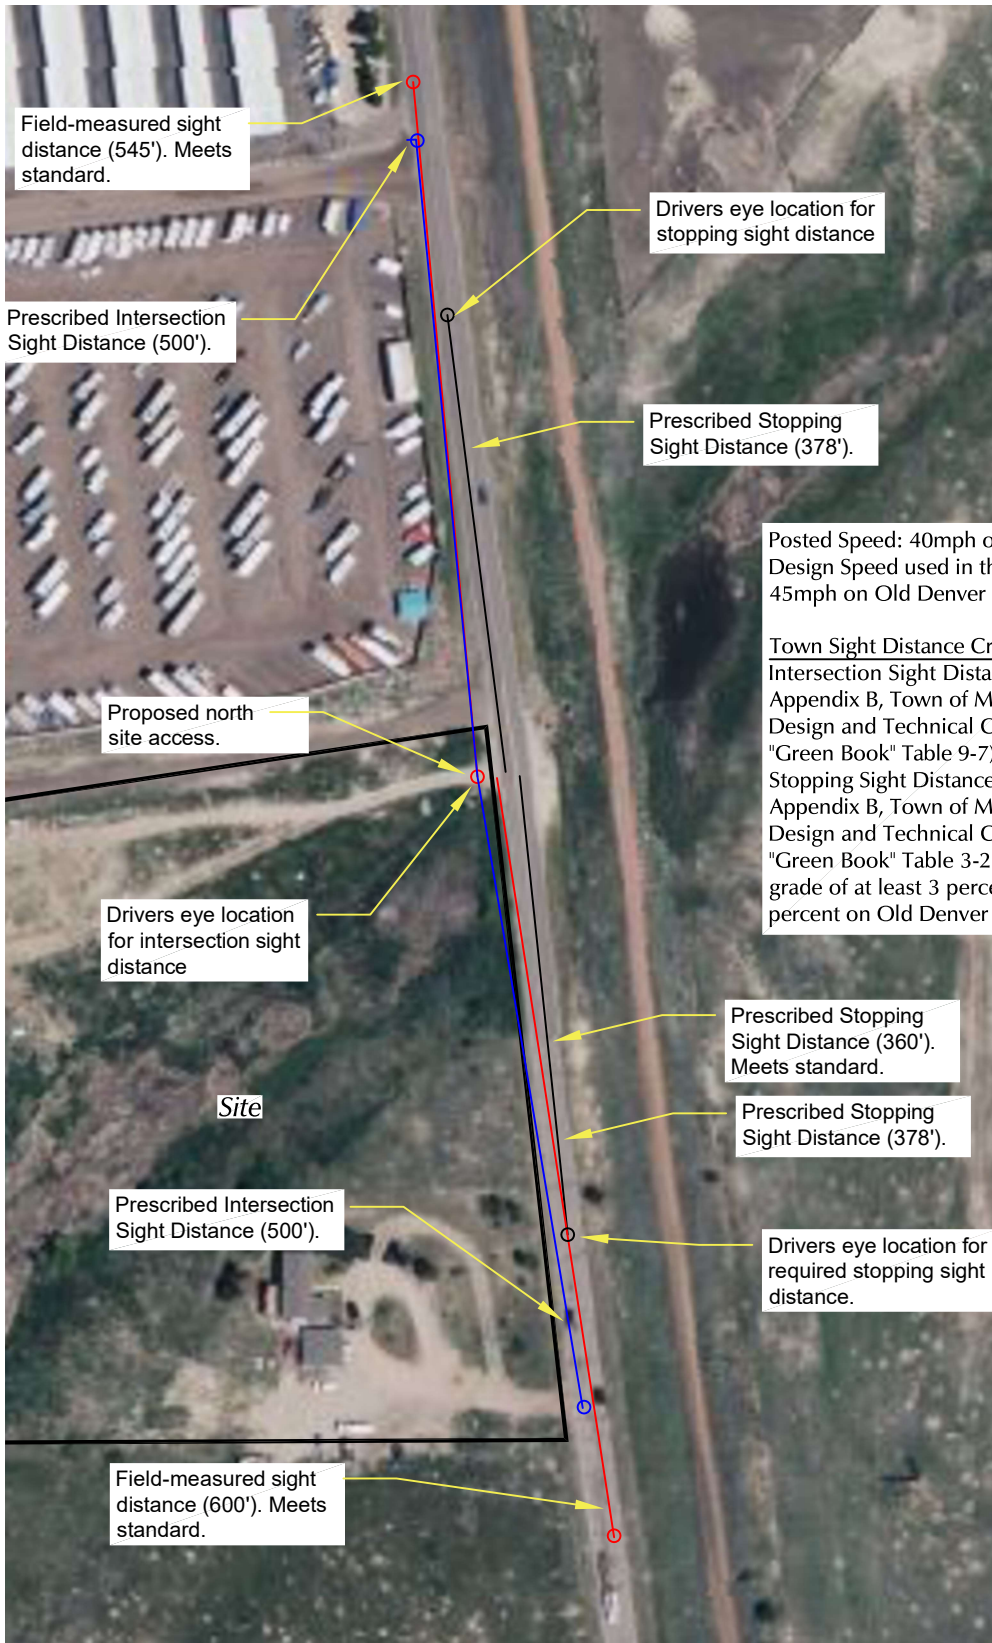 Field-measured sight
distance (545'). Meets
standard.
Drivers eye location for
stopping sight distance
Prescribed Intersection
Sight Distance (500').
Prescribed Stopping
Sight Distance (378').
Posted Speed: 40mph
Design Speed used in
45mph on Old Denver
Town Sight Distance
Intersection Sight
Appendix B, Town of
Design and Technical
"Green Book" Table 9-7)
Stopping Sight Distance
Appendix B, Town of
Design and Technical
"Green Book" Table 3-2
grade of at least 3
percent on Old Denver
Proposed north
site access.
Drivers eye location
for intersection sight
distance
Prescribed Stopping
Sight Distance (360').
Meets standard.
Site
Prescribed Stopping
Sight Distance (378').
Prescribed Intersection
Sight Distance (500').
Drivers eye location for
required stopping sight
distance.
Field-measured sight
distance (600'). Meets
standard.